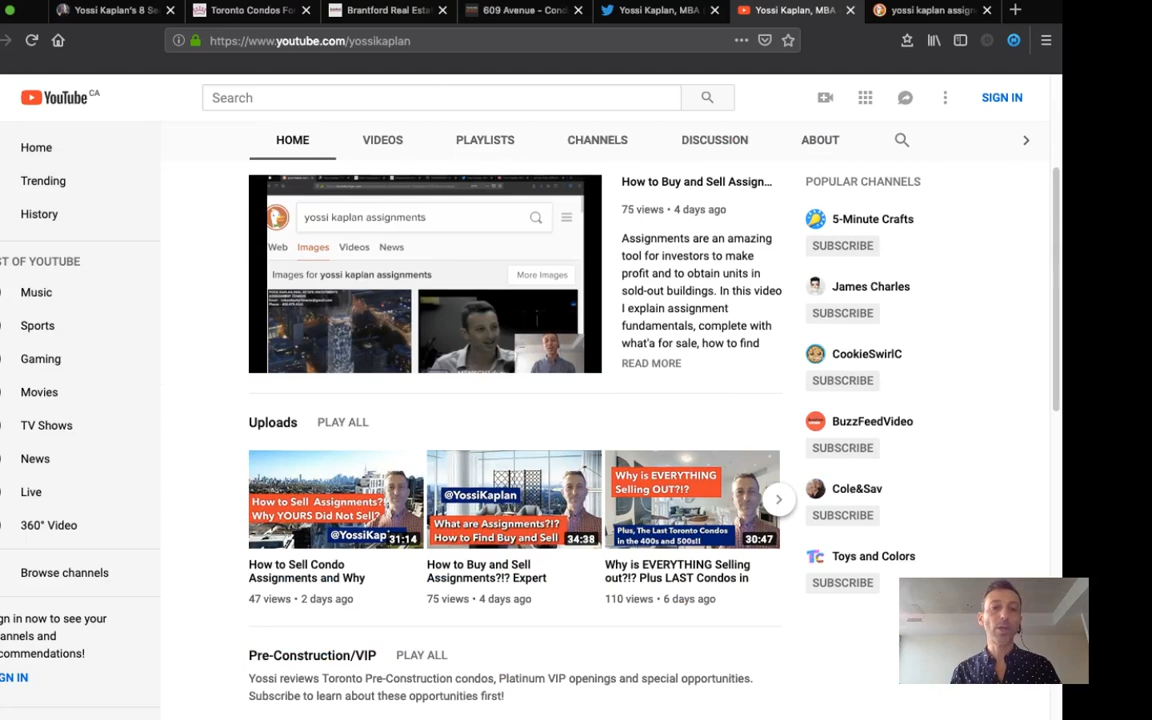 Yossi Kaplan's 8 Se
Toronto Condos Fo
Brantford Real Esta
609 Avenue - Cond
Yossi Kaplan, MBA
Yossi Kaplan, MBA
yossi kaplan assign
https://www.youtube.com/yossikaplan
YouTube CA
Search
SIGN IN
HOME
VIDEOS
PLAYLISTS
CHANNELS
DISCUSSION
ABOUT
Home
Trending
History
ST OF YOUTUBE
Music
Sports
Gaming
Movies
TV Shows
News
Live
360° Video
Browse channels
gn in now to see your
annels and
commendations!
GN IN
yossi kaplan assignments
Web Images Videos News
Images for yossi kaplan assignments
More Images
How to Buy and Sell Assign...
75 views • 4 days ago
Assignments are an amazing
tool for investors to make
profit and to obtain units in
sold-out buildings. In this video
I explain assignment
fundamentals, complete with
what'a for sale, how to find
READ MORE
Uploads PLAY ALL
How to Sell Assignments?
Why YOURS Did Not Sell?
@YossiKap
31:14
How to Sell Condo
Assignments and Why
47 views • 2 days ago
@YossiKaplan
What are Assignments?!?
How to Find Buy and Sell
34:38
How to Buy and Sell
Assignments?!? Expert
75 views • 4 days ago
Why is EVERYTHING
Selling OUT?!?
Plus, The Last Toronto Condos
in the 400s and 500s!!
30:47
Why is EVERYTHING Selling
out?!? Plus LAST Condos in
110 views • 6 days ago
Pre-Construction/VIP PLAY ALL
Yossi reviews Toronto Pre-Construction condos, Platinum VIP openings and special opportunities.
Subscribe to learn about these opportunities first!
POPULAR CHANNELS
5-Minute Crafts
SUBSCRIBE
James Charles
SUBSCRIBE
CookieSwirlC
SUBSCRIBE
BuzzFeedVideo
SUBSCRIBE
Cole&Sav
SUBSCRIBE
Toys and Colors
SUBSCRIBE